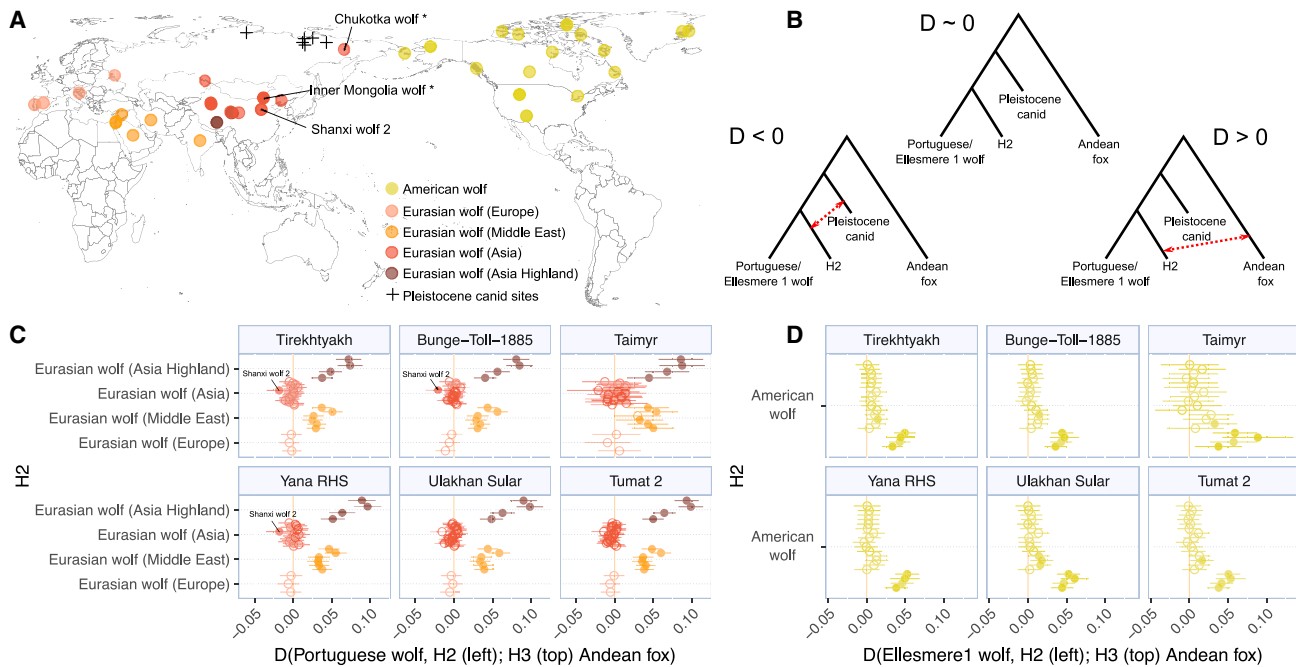 A
Chukotka wolf *
Inner Mongolia wolf *
Shanxi wolf 2
American wolf
Eurasian wolf (Europe)
Eurasian wolf (Middle East)
Eurasian wolf (Asia)
Eurasian wolf (Asia Highland)
Pleistocene canid sites
B
D ~ 0
Pleistocene
canid
Portuguese/
Ellesmere 1 wolf
H2
Andean
fox
D < 0
Pleistocene
canid
Portuguese/
Ellesmere 1 wolf
H2
Andean
fox
D > 0
Pleistocene
canid
Portuguese/
Ellesmere 1 wolf
H2
Andean
fox
C
Tirekhtyakh
Bunge−Toll−1885
Taimyr
Eurasian wolf (Asia Highland)
Eurasian wolf (Asia)
Eurasian wolf (Middle East)
Eurasian wolf (Europe)
Shanxi wolf 2
Shanxi wolf 2
H2
Yana RHS
Ulakhan Sular
Tumat 2
Eurasian wolf (Asia Highland)
Eurasian wolf (Asia)
Eurasian wolf (Middle East)
Eurasian wolf (Europe)
Shanxi wolf 2
−0.05 0.00 0.05 0.10 −0.05 0.00 0.05 0.10 −0.05 0.00 0.05 0.10
D(Portuguese wolf, H2 (left); H3 (top) Andean fox)
D
Tirekhtyakh
Bunge−Toll−1885
Taimyr
American
wolf
H2
Yana RHS
Ulakhan Sular
Tumat 2
American
wolf
−0.05 0.00 0.05 0.10 −0.05 0.00 0.05 0.10 −0.05 0.00 0.05 0.10
D(Ellesmere1 wolf, H2 (left); H3 (top) Andean fox)